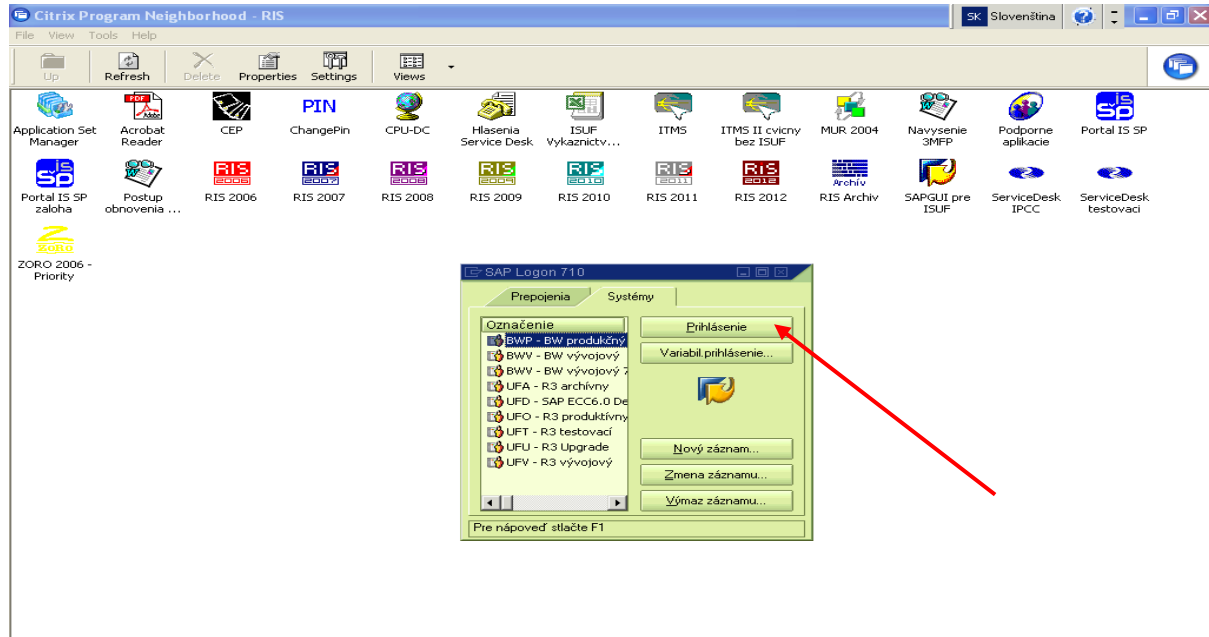 Citrix Program Neighborhood - RIS
SK Slovenština
File View Tools Help
Up Refresh Delete Properties Settings Views
PIN
Application Set Manager
Acrobat Reader
CEP
ChangePin
CPU-DC
Hlasenia Service Desk
ISUF Vykaznictv...
ITMS
ITMS II cvicny bez ISUF
MUR 2004
Navysenie 3MFP
Podporne aplikacie
Portal IS SP
Portal IS SP zaloha
Postup obnovenia ...
RIS 2006
RIS 2007
RIS 2008
RIS 2009
RIS 2010
RIS 2011
RIS 2012
RIS Archiv
SAPGUI pre ISUF
ServiceDesk IPCC
ServiceDesk testovaci
ZORO 2006 - Priority
SAP Logon 710
Prepojenia Systémy
Označenie
BWP - BW produkčný
BWV - BW vývojový
BWV - BW vývojový 7
UFA - R3 archívny
UFD - SAP ECC6.0 De
UFO - R3 produktívny
UFT - R3 testovací
UFU - R3 Upgrade
UFV - R3 vývojový
Prihlásenie
Variabil.prihlásenie...
Nový záznam...
Zmena záznamu...
Výmaz záznamu...
Pre nápoveď stlačte F1